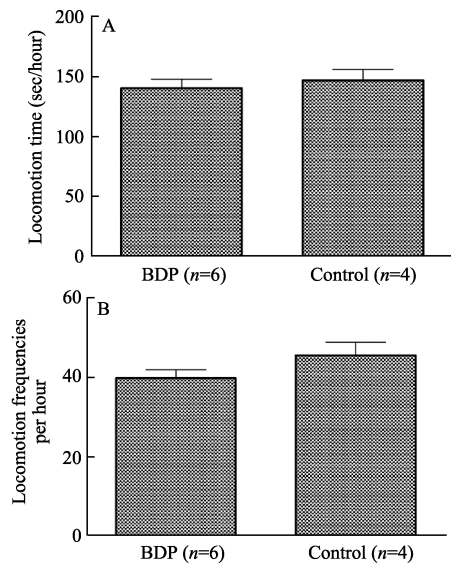 A
Locomotion time (sec/hour)
200
150
100
50
0
BDP (n=6)
Control (n=4)
B
Locomotion frequencies
per hour
60
40
20
0
BDP (n=6)
Control (n=4)